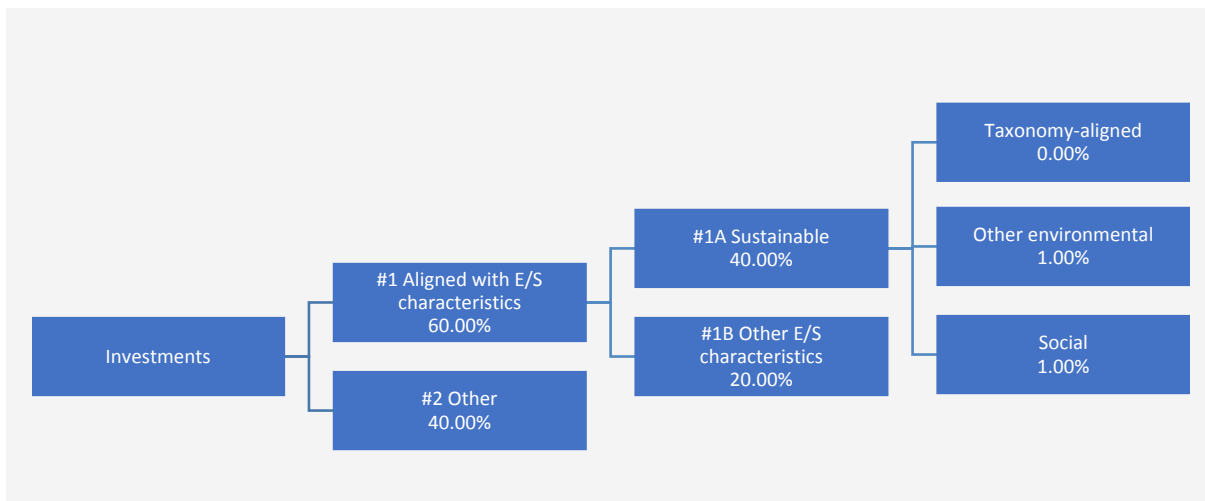 Investments
#1 Aligned with E/S
characteristics
60.00%
#2 Other
40.00%
#1A Sustainable
40.00%
#1B Other E/S
characteristics
20.00%
Taxonomy-aligned
0.00%
Other environmental
1.00%
Social
1.00%